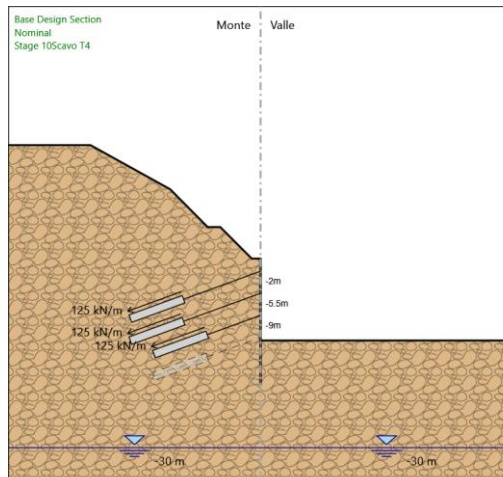 Base Design Section
Nominal
Stage 10Scavo T4
Monte
Valle
-2m
-5.5m
-9m
125 kN/m
125 kN/m
125 kN/m
-30 m
-30 m